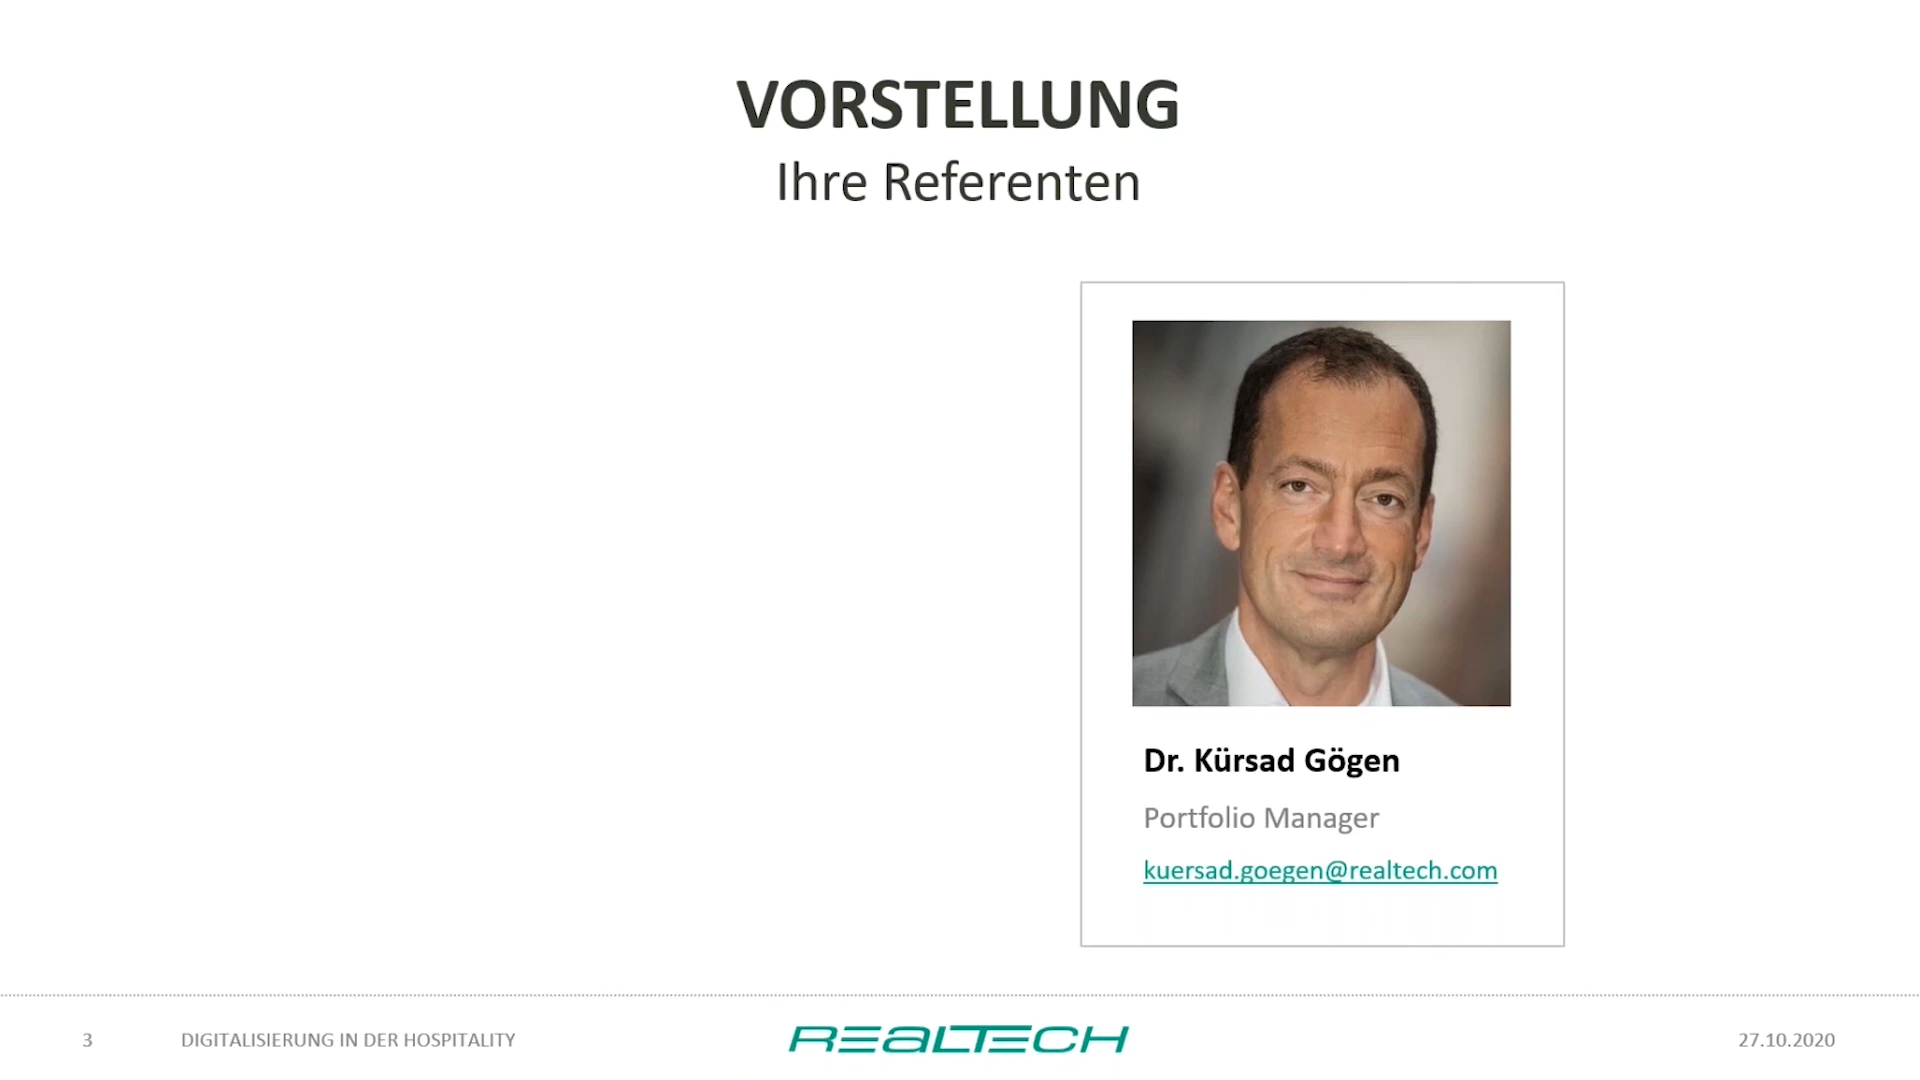 VORSTELLUNG
Ihre Referenten
Dr. Kürsad Gögen
Portfolio Manager
kuersad.goegen@realtech.com
3
DIGITALISIERUNG IN DER HOSPITALITY
REALTECH
27.10.2020